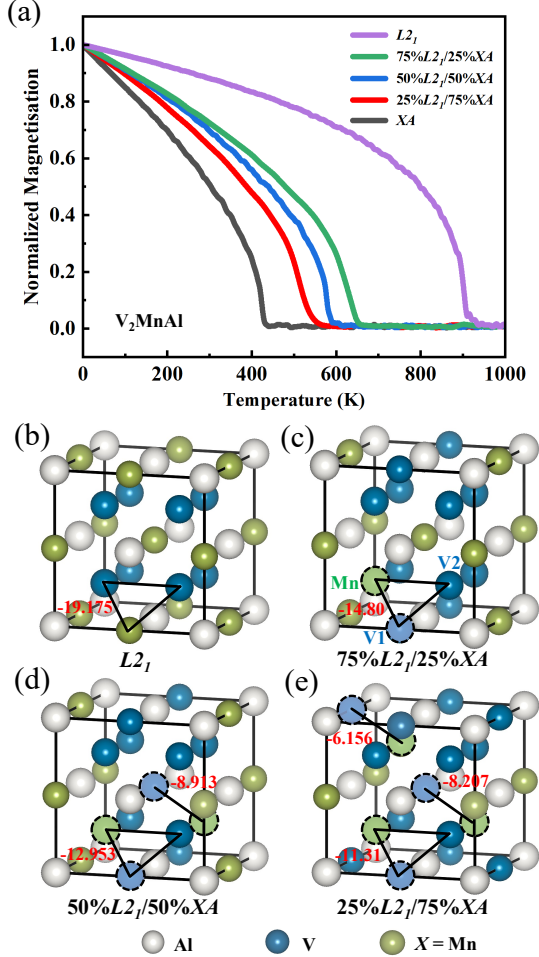 (a)
L2₁
75%L2₁/25%XA
50%L2₁/50%XA
25%L2₁/75%XA
XA
1.0
0.8
0.6
0.4
0.2
0.0
Normalized Magnetisation
V₂MnAl
0 200 400 600 800 1000
Temperature (K)
(b) (c)
-19.175
L2₁
Mn
V2
-14.80
V1
75%L2₁/25%XA
(d) (e)
-8.913
-12.953
50%L2₁/50%XA
-6.156
-8.207
-11.31
25%L2₁/75%XA
Al V X = Mn